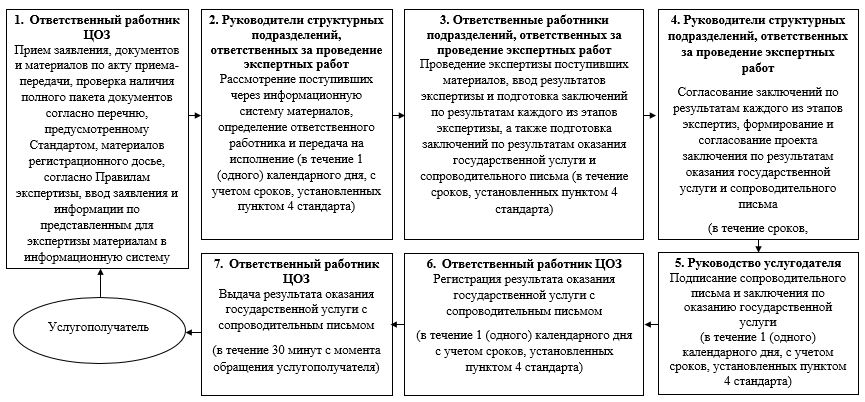 1. Ответственный работник
ЦОЗ
Прием заявления, документов
и материалов по акту приема-
передачи, проверка наличия
полного пакета документов
согласно перечню,
предусмотренному
Стандартом, материалов
регистрационного досье,
согласно Правилам
экспертизы, ввод заявления и
информации по
представленным для
экспертизы материалам в
информационную систему
2. Руководители структурных
подразделений,
ответственных за проведение
экспертных работ
Рассмотрение поступивших
через информационную
систему материалов,
определение ответственного
работника и передача на
исполнение (в течение 1
(одного) календарного дня, с
учетом сроков, установленных
пунктом 4 стандарта)
3. Ответственные работники
подразделений, ответственных за
проведение экспертных работ
Проведение экспертизы поступивших
материалов, ввод результатов
экспертизы и подготовка заключений
по результатам каждого из этапов
экспертизы, а также подготовка
заключений по результатам оказания
государственной услуги и
сопроводительного письма (в течение
сроков, установленных пунктом 4
стандарта)
4. Руководители структурных
подразделений, ответственных
за проведение экспертных
работ
Согласование заключений по
результатам каждого из этапов
экспертиз, формирование и
согласование проекта
заключения по результатам
оказания государственной
услуги и сопроводительного
письма
(в течение сроков,
5. Руководство услугодателя
Подписание сопроводительного
письма и заключения по
оказанию государственной
услуги
(в течение 1 (одного)
календарного дня, с учетом
сроков, установленных пунктом
4 стандарта)
6. Ответственный работник ЦОЗ
Регистрация результата оказания
государственной услуги с
сопроводительным письмом
(в течение 1 (одного) календарного дня
с учетом сроков, установленных
пунктом 4 стандарта)
7. Ответственный работник
ЦОЗ
Выдача результата оказания
государственной услуги с
сопроводительным письмом
(в течение 30 минут с момента
обращения услугополучателя)
Услугополучатель